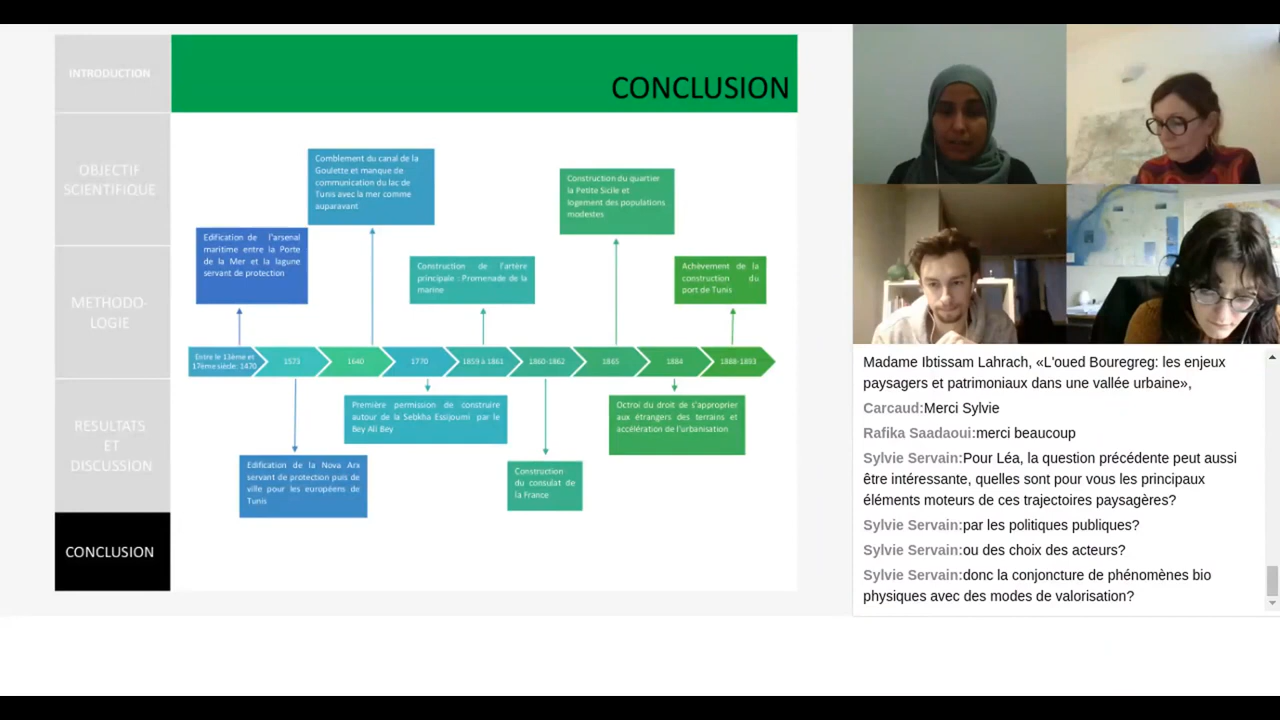 INTRODUCTION
OBJECTIF
SCIENTIFIQUE
METHODO-
LOGIE
RESULTATS
ET
DISCUSSION
CONCLUSION
CONCLUSION
Edification de l'arsenal
maritime entre la Porte
de la Mer et la lagune
servant de protection
Comblement du canal de la
Goulette et manque de
communication du lac de
Tunis avec la mer comme
auparavant
Construction de l'artère
principale : Promenade de la
marine
Construction du quartier
la Petite Sicile et
logement des populations
modestes
Achèvement de la
construction du
port de Tunis
Entre le 13ème et
17ème siècle: 1470
1573
1640
1770
1859 à 1861
1860-1862
1865
1884
1888-1893
Edification de la Nova Arx
servant de protection puis de
ville pour les européens de
Tunis
Première permission de construire
autour de la Sebkha Essijoumi par le
Bey Ali Bey
Construction
du consulat de
la France
Octroi du droit de s'approprier
aux étrangers des terrains et
accélération de l'urbanisation
Madame Ibtissam Lahrach, «L'oued Bouregreg: les enjeux
paysagers et patrimoniaux dans une vallée urbaine»,
Carcaud:Merci Sylvie
Rafika Saadaoui:merci beaucoup
Sylvie Servain:Pour Léa, la question précédente peut aussi
être intéressante, quelles sont pour vous les principaux
éléments moteurs de ces trajectoires paysagères?
Sylvie Servain:par les politiques publiques?
Sylvie Servain:ou des choix des acteurs?
Sylvie Servain:donc la conjoncture de phénomènes bio
physiques avec des modes de valorisation?